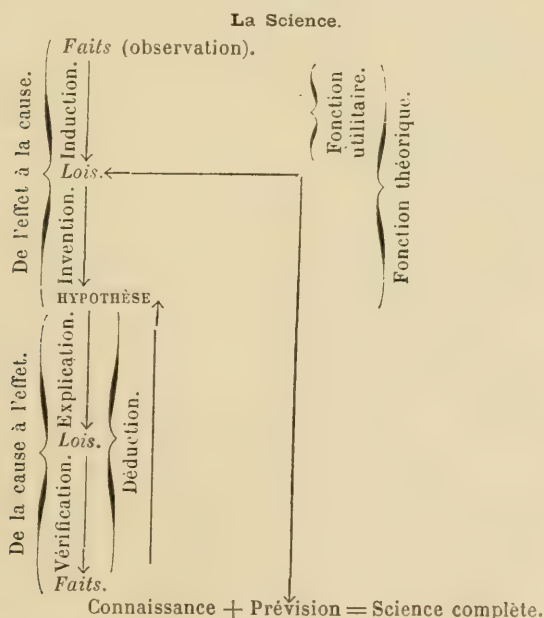 La Science.
Faits (observation).
De l'effet à la cause.
Induction.
Lois.
Invention.
HYPOTHÈSE
Fonction
utilitaire.
Fonction théorique.
De la cause à l'effet.
Explication.
Lois.
Vérification.
Déduction.
Faits.
Connaissance + Prévision = Science complète.